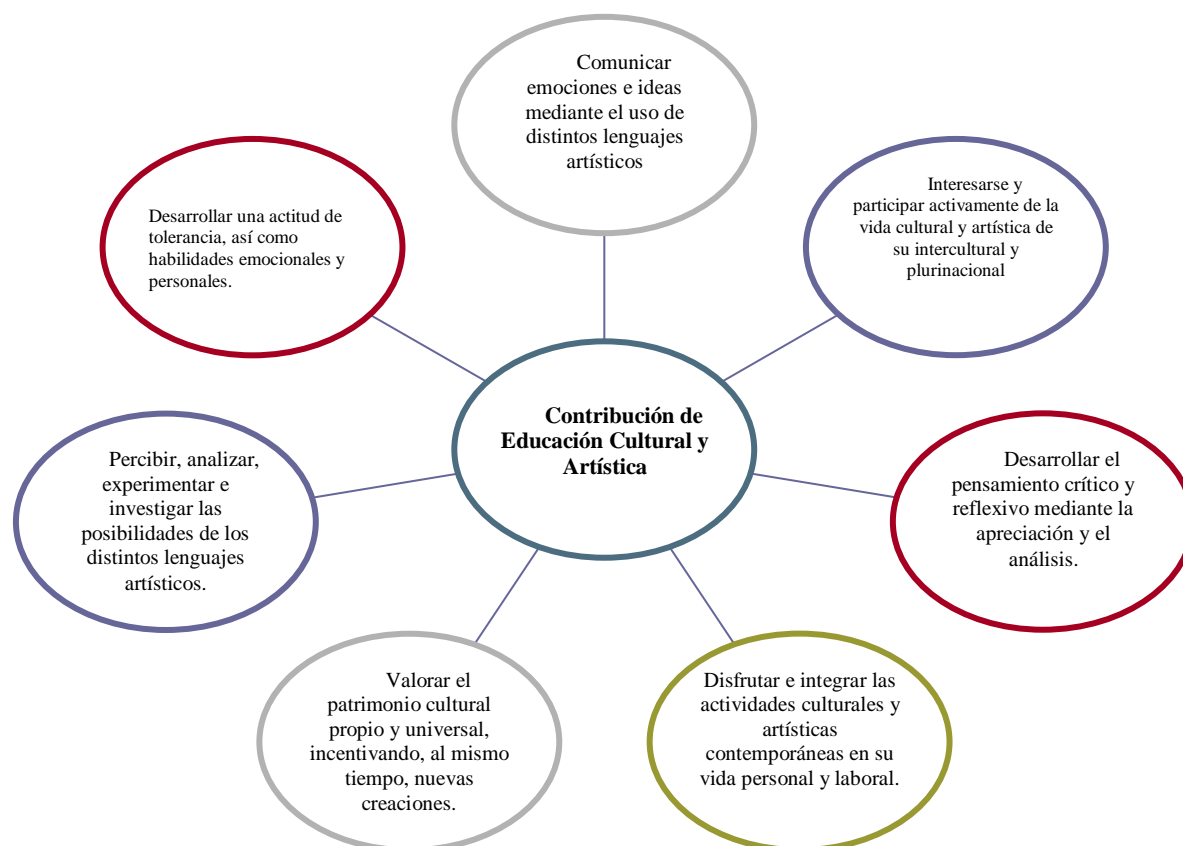 Comunicar
emociones e ideas
mediante el uso de
distintos lenguajes
artísticos
Interesarse y
participar activamente de la
vida cultural y artística de
su intercultural y
plurinacional
Desarrollar una actitud de
tolerancia, así como
habilidades emocionales y
personales.
Contribución de
Educación Cultural y
Artística
Percibir, analizar,
experimentar e
investigar las
posibilidades de los
distintos lenguajes
artísticos.
Desarrollar el
pensamiento crítico y
reflexivo mediante la
apreciación y el
análisis.
Valorar el
patrimonio cultural
propio y universal,
incentivando, al mismo
tiempo, nuevas
creaciones.
Disfrutar e integrar las
actividades culturales y
artísticas
contemporáneas en su
vida personal y laboral.